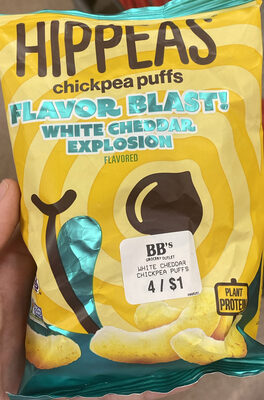 HIPPEAS
chickpea puffs
FLAVOR BLAST!
WHITE CHEDDAR
EXPLOSION
FLAVORED
BB's
GROCERY OUTLET
WHITE CHEDDAR
CHICKPEA PUFFS
4 / $1
PLANT
PROTEIN